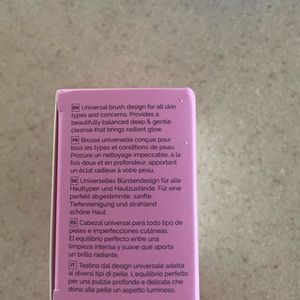 EN Universal brush design for all skin
types and concerns. Provides a
beautifully balanced deep & gentle
cleanse that brings radiant glow.
FR Brosse universelle conçue pour
tous les types et conditions de peau.
Procure un nettoyage impeccable, à la
fois doux et en profondeur, apportant
un éclat radieux à votre peau.
DE Universelles Bürstendesign für alle
Hauttypen und Hautzustände. Für eine
perfekt abgestimmte, sanfte
Tiefenreinigung und strahlend
schöne Haut.
ES Cabezal universal para todo tipo de
pieles e imperfecciones cutáneas.
El equilibrio perfecto entre una limpieza
intensa y suave que aporta
un brillo radiante.
IT Testina dal design universale adatta
ai diversi tipi di pelle. L'equilibrio perfetto
per una pulizia profonda e delicata che
dona alla pelle un aspetto luminoso.